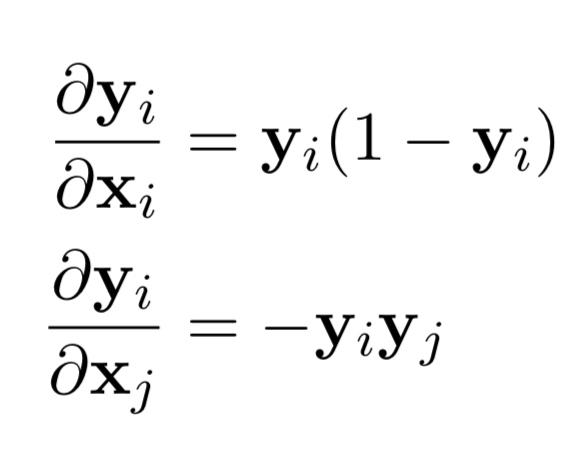 ∂𝐲ᵢ/∂𝐱ᵢ = 𝐲ᵢ(1 − 𝐲ᵢ)
∂𝐲ᵢ/∂𝐱ⱼ = −𝐲ᵢ𝐲ⱼ